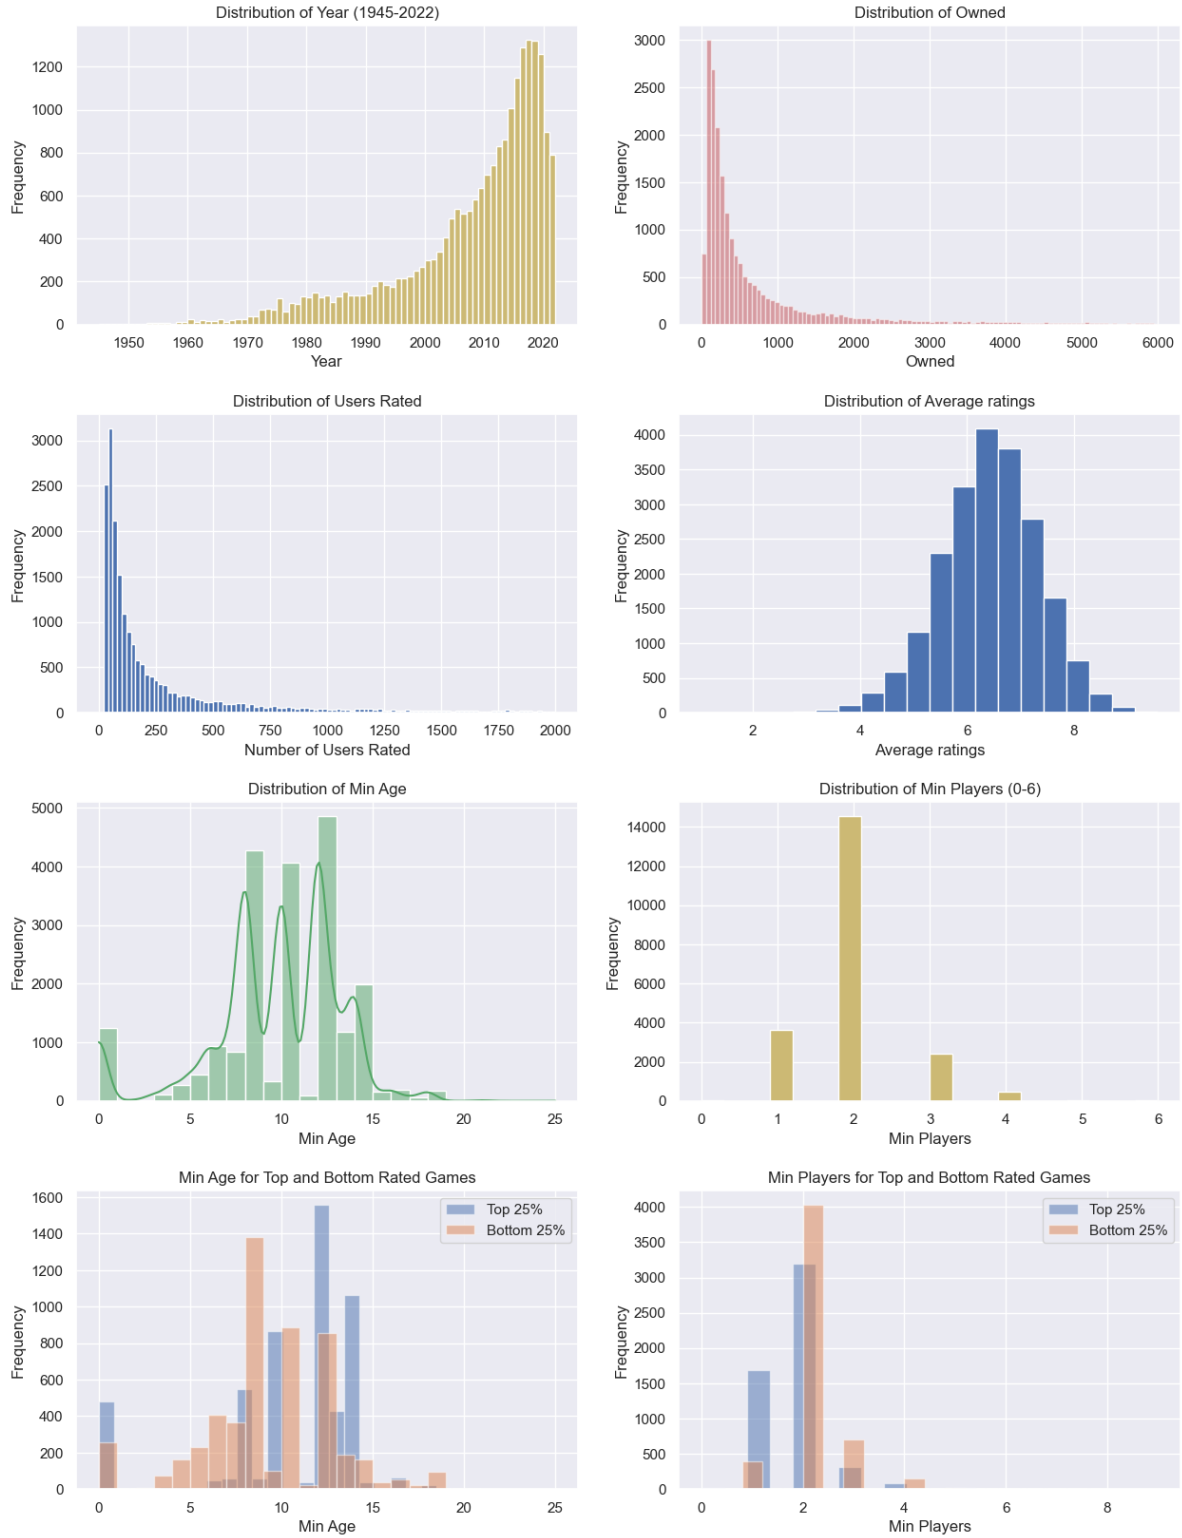 Distribution of Year (1945-2022)
Frequency
1200
1000
800
600
400
200
0
1950 1960 1970 1980 1990 2000 2010 2020
Year
Distribution of Owned
Frequency
3000
2500
2000
1500
1000
500
0
0 1000 2000 3000 4000 5000 6000
Owned
Distribution of Users Rated
Frequency
3000
2500
2000
1500
1000
500
0
0 250 500 750 1000 1250 1500 1750 2000
Number of Users Rated
Distribution of Average ratings
Frequency
4000
3500
3000
2500
2000
1500
1000
500
0
2 4 6 8
Average ratings
Distribution of Min Age
Frequency
5000
4000
3000
2000
1000
0
0 5 10 15 20 25
Min Age
Distribution of Min Players (0-6)
Frequency
14000
12000
10000
8000
6000
4000
2000
0
0 1 2 3 4 5 6
Min Players
Min Age for Top and Bottom Rated Games
Top 25%
Bottom 25%
Frequency
1600
1400
1200
1000
800
600
400
200
0
0 5 10 15 20 25
Min Age
Min Players for Top and Bottom Rated Games
Top 25%
Bottom 25%
Frequency
4000
3500
3000
2500
2000
1500
1000
500
0
0 2 4 6 8
Min Players